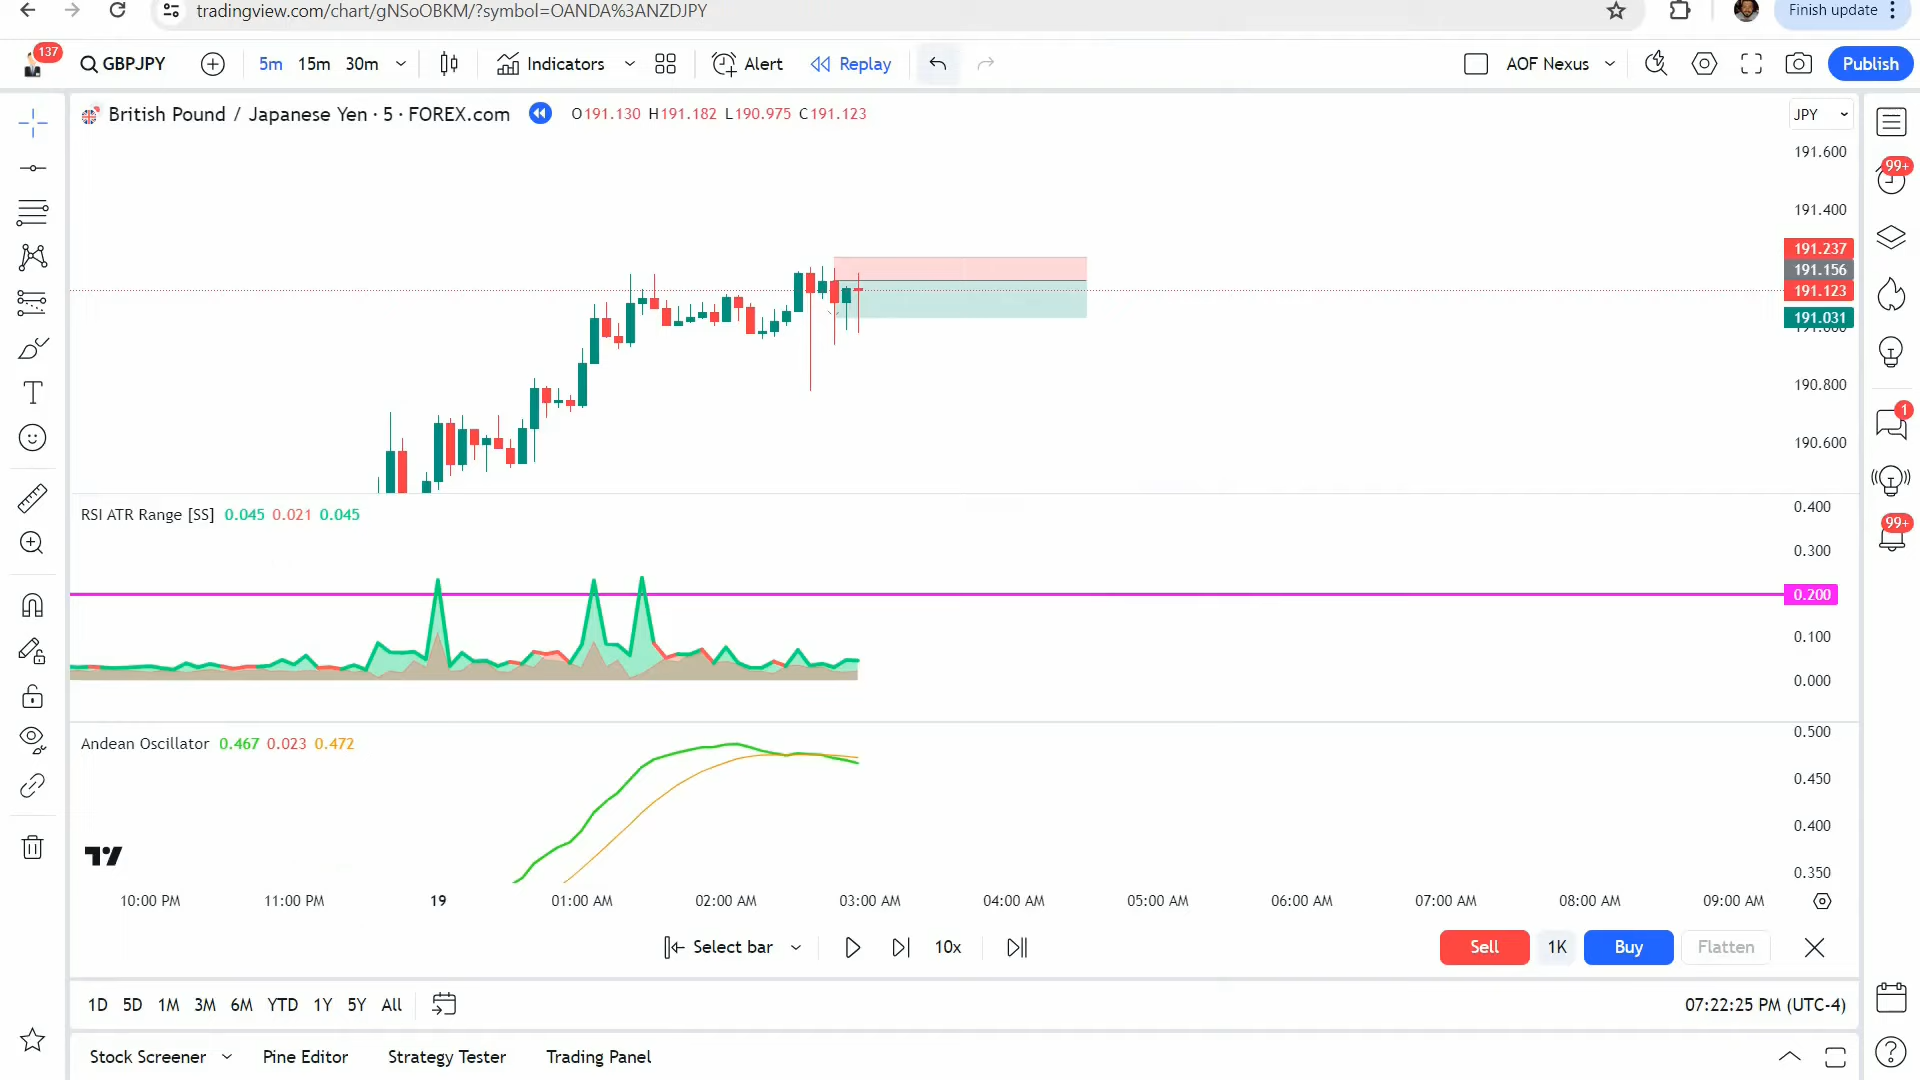 tradingview.com/chart/gNSoOBKM/?symbol=OANDA%3ANZDJPY
Finish update
137
GBPJPY
5m 15m 30m
Indicators
Alert
Replay
AOF Nexus
Publish
British Pound / Japanese Yen · 5 · FOREX.com
O191.130 H191.182 L190.975 C191.123
JPY
191.600
99+
191.400
191.237
191.156
191.123
191.031
190.800
1
190.600
RSI ATR Range [SS] 0.045 0.021 0.045
0.400
99+
0.300
0.200
0.100
0.000
Andean Oscillator 0.467 0.023 0.472
0.500
0.450
0.400
0.350
10:00 PM 11:00 PM 19 01:00 AM 02:00 AM 03:00 AM 04:00 AM 05:00 AM 06:00 AM 07:00 AM 08:00 AM 09:00 AM
Select bar
10x
Sell
1K
Buy
Flatten
1D 5D 1M 3M 6M YTD 1Y 5Y All
07:22:25 PM (UTC-4)
Stock Screener
Pine Editor
Strategy Tester
Trading Panel